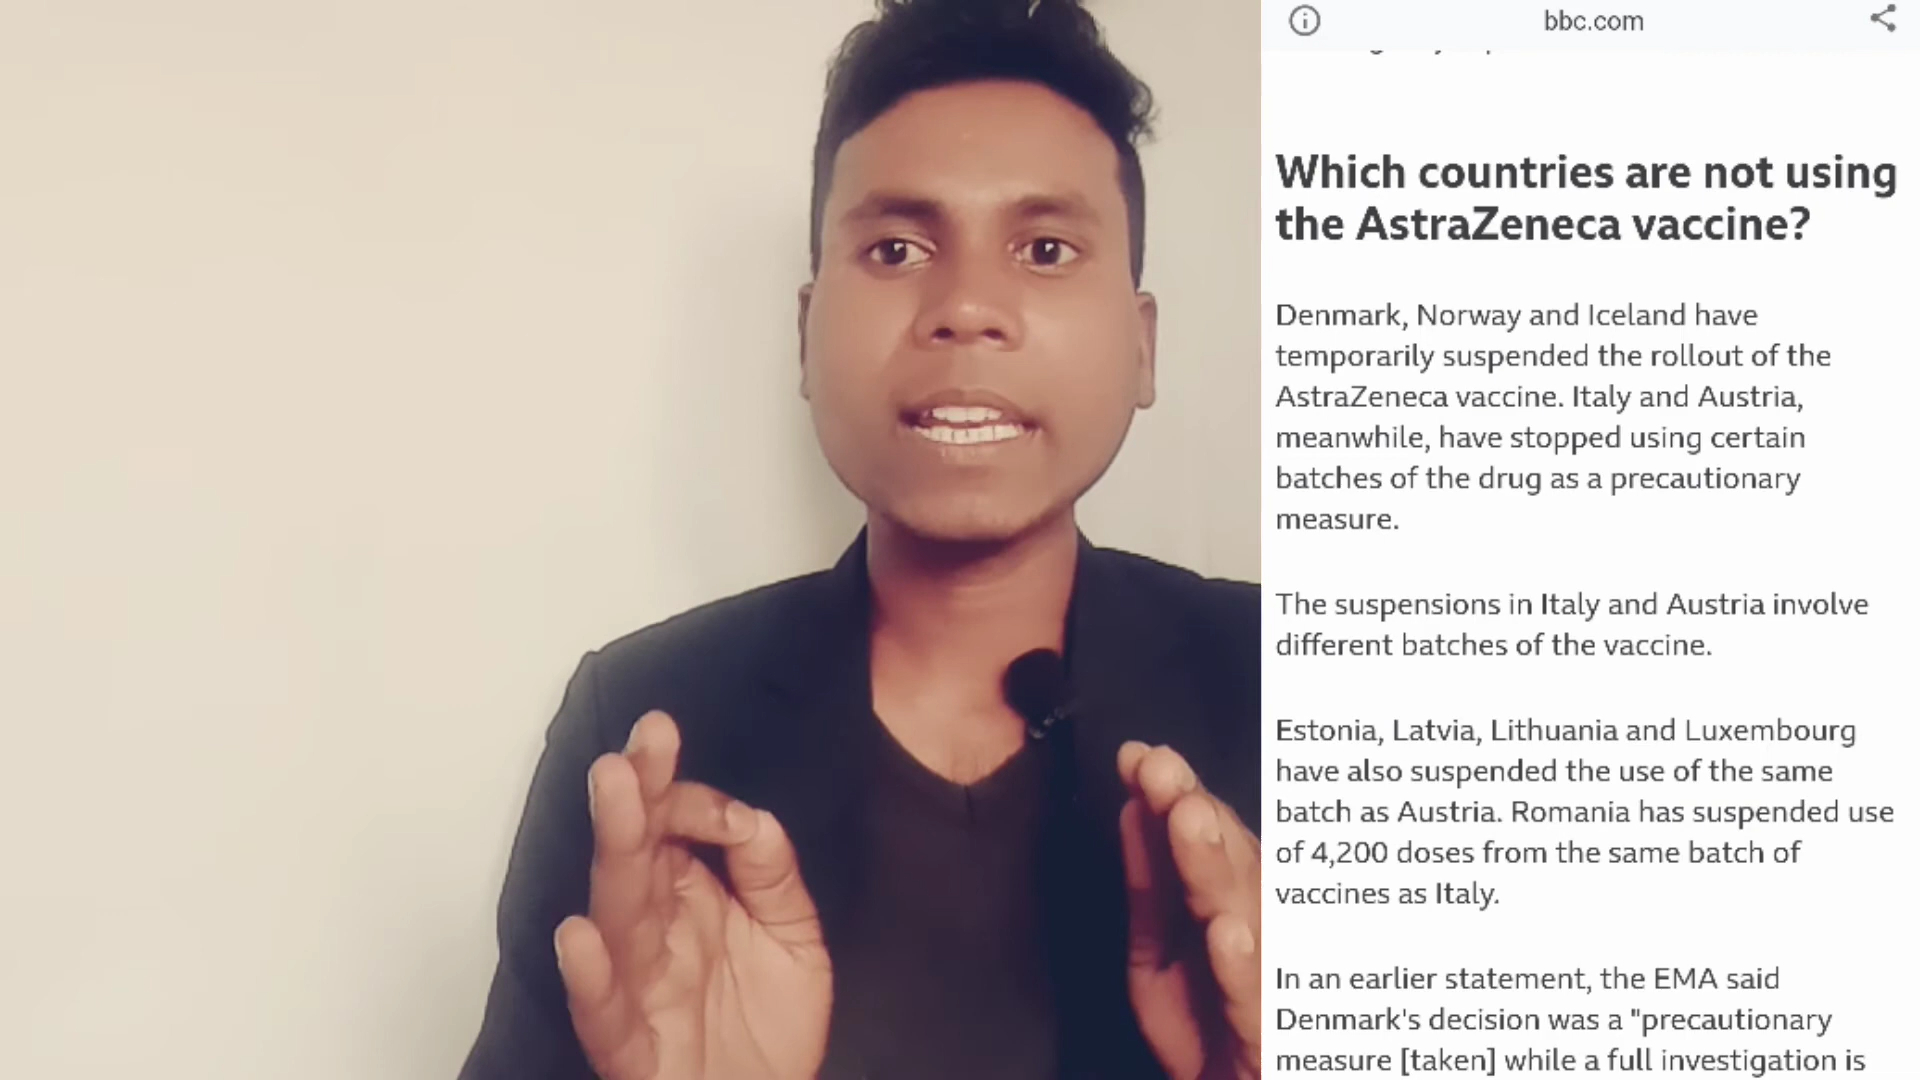 bbc.com
Which countries are not using
the AstraZeneca vaccine?
Denmark, Norway and Iceland have
temporarily suspended the rollout of the
AstraZeneca vaccine. Italy and Austria,
meanwhile, have stopped using certain
batches of the drug as a precautionary
measure.
The suspensions in Italy and Austria involve
different batches of the vaccine.
Estonia, Latvia, Lithuania and Luxembourg
have also suspended the use of the same
batch as Austria. Romania has suspended use
of 4,200 doses from the same batch of
vaccines as Italy.
In an earlier statement, the EMA said
Denmark's decision was a "precautionary
measure [taken] while a full investigation is